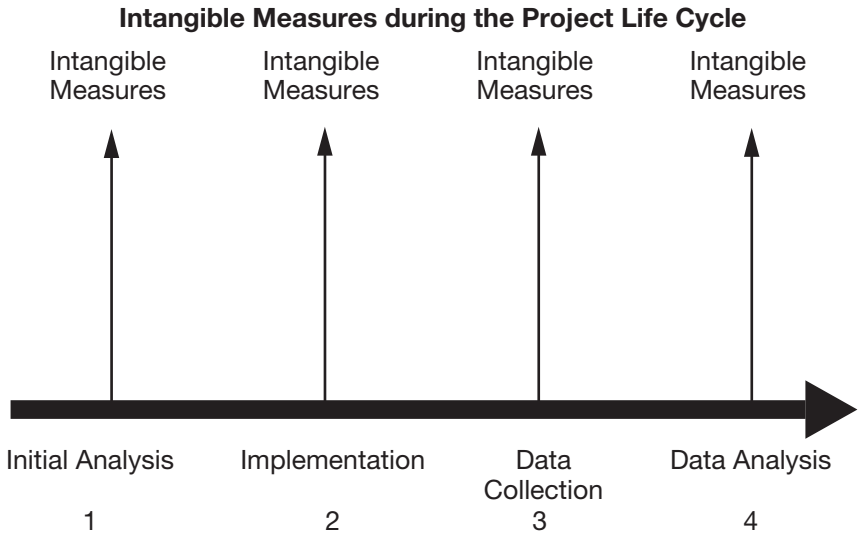 Intangible Measures during the Project Life Cycle
Intangible
Measures
Intangible
Measures
Intangible
Measures
Intangible
Measures
Initial Analysis
Implementation
Data
Collection
Data Analysis
1
2
3
4